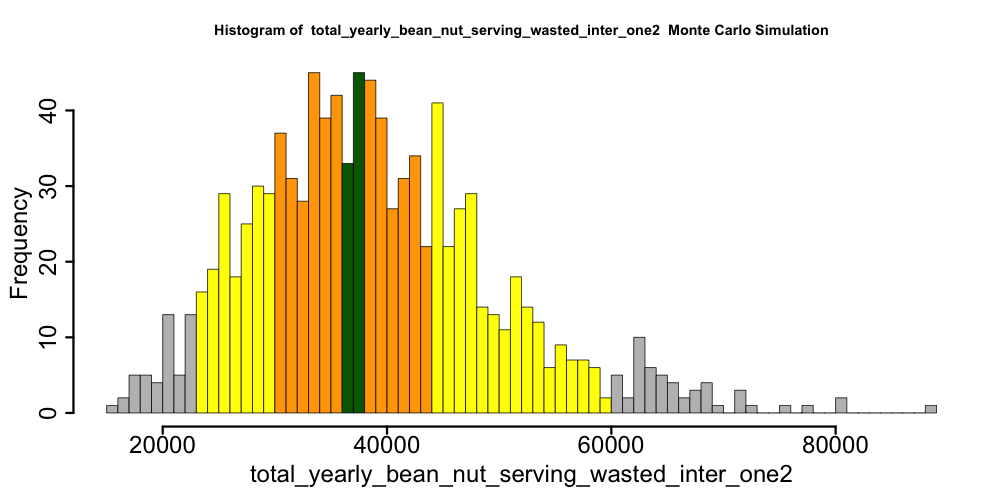 Histogram of  total_yearly_bean_nut_serving_wasted_inter_one2  Monte Carlo Simulation
40
30
20
10
0
Frequency
20000 40000 60000 80000
total_yearly_bean_nut_serving_wasted_inter_one2